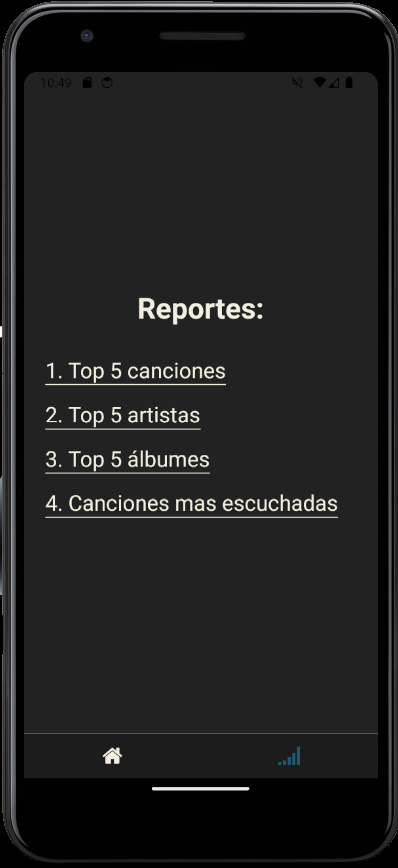 10:49
Reportes:
1. Top 5 canciones
2. Top 5 artistas
3. Top 5 álbumes
4. Canciones mas escuchadas